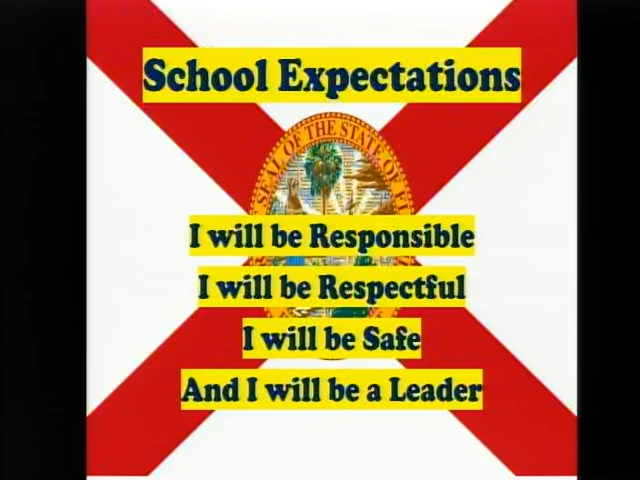 School Expectations
SEAL OF THE STATE OF
I will be Responsible
I will be Respectful
I will be Safe
And I will be a Leader